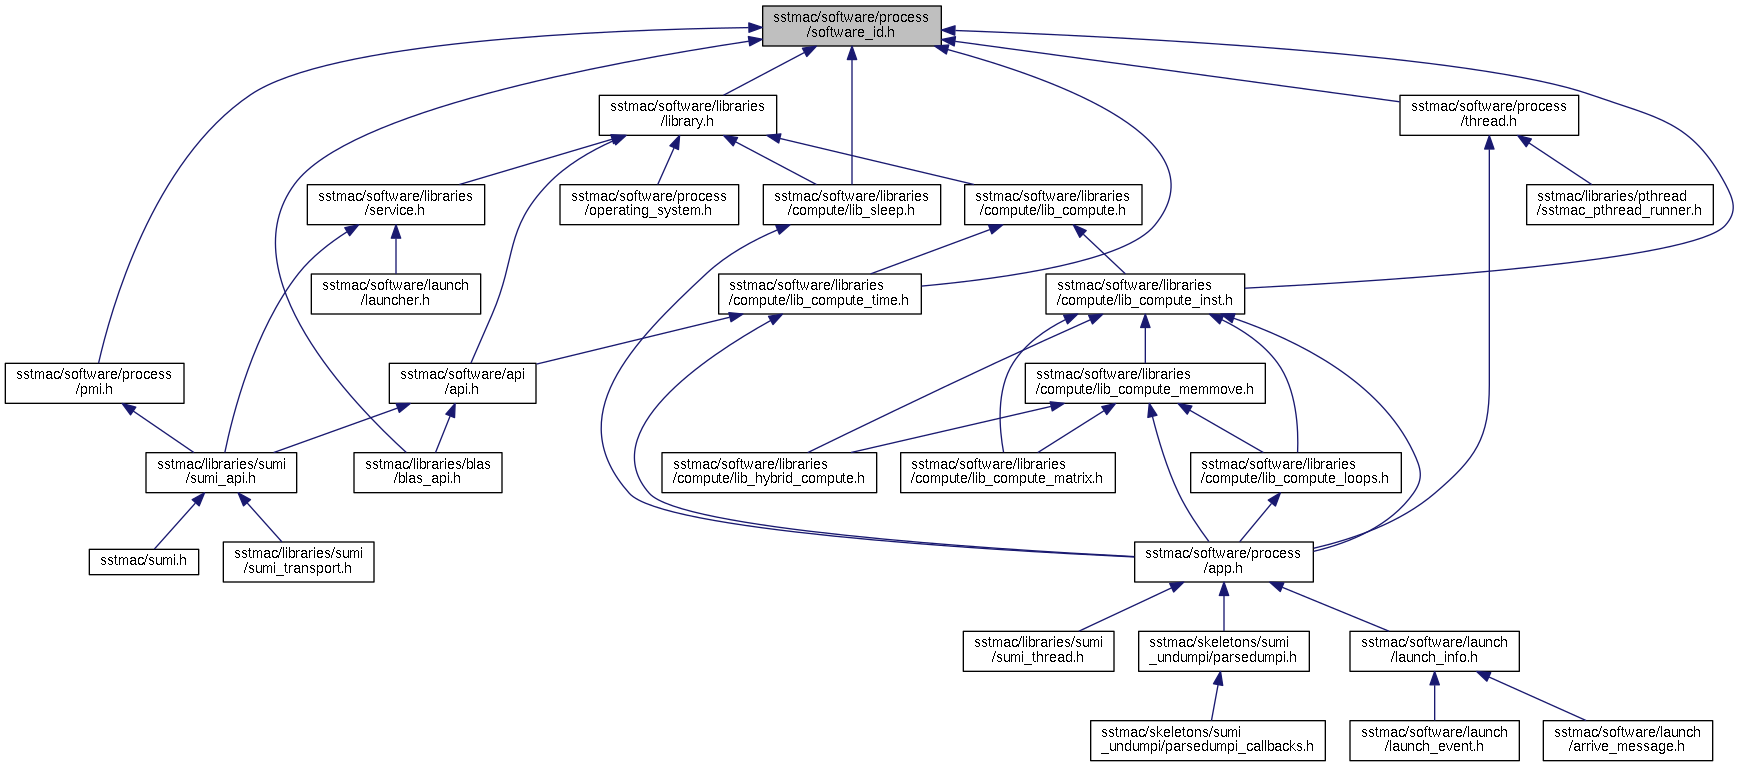 sstmac/software/process
/software_id.h
sstmac/software/libraries
/library.h
sstmac/software/process
/thread.h
sstmac/software/libraries
/service.h
sstmac/software/process
/operating_system.h
sstmac/software/libraries
/compute/lib_sleep.h
sstmac/software/libraries
/compute/lib_compute.h
sstmac/libraries/pthread
/sstmac_pthread_runner.h
sstmac/software/launch
/launcher.h
sstmac/software/libraries
/compute/lib_compute_time.h
sstmac/software/libraries
/compute/lib_compute_inst.h
sstmac/software/process
/pmi.h
sstmac/software/api
/api.h
sstmac/software/libraries
/compute/lib_compute_memmove.h
sstmac/libraries/sumi
/sumi_api.h
sstmac/libraries/blas
/blas_api.h
sstmac/software/libraries
/compute/lib_hybrid_compute.h
sstmac/software/libraries
/compute/lib_compute_matrix.h
sstmac/software/libraries
/compute/lib_compute_loops.h
sstmac/sumi.h
sstmac/libraries/sumi
/sumi_transport.h
sstmac/software/process
/app.h
sstmac/libraries/sumi
/sumi_thread.h
sstmac/skeletons/sumi
_undumpi/parsedumpi.h
sstmac/software/launch
/launch_info.h
sstmac/skeletons/sumi
_undumpi/parsedumpi_callbacks.h
sstmac/software/launch
/launch_event.h
sstmac/software/launch
/arrive_message.h